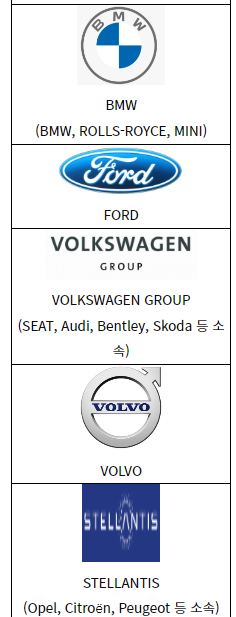 BMW
BMW
(BMW, ROLLS-ROYCE, MINI)
Ford
FORD
VOLKSWAGEN
GROUP
VOLKSWAGEN GROUP
(SEAT, Audi, Bentley, Skoda 등 소
속)
VOLVO
VOLVO
STELLANTIS
STELLANTIS
(Opel, Citroën, Peugeot 등 소속)